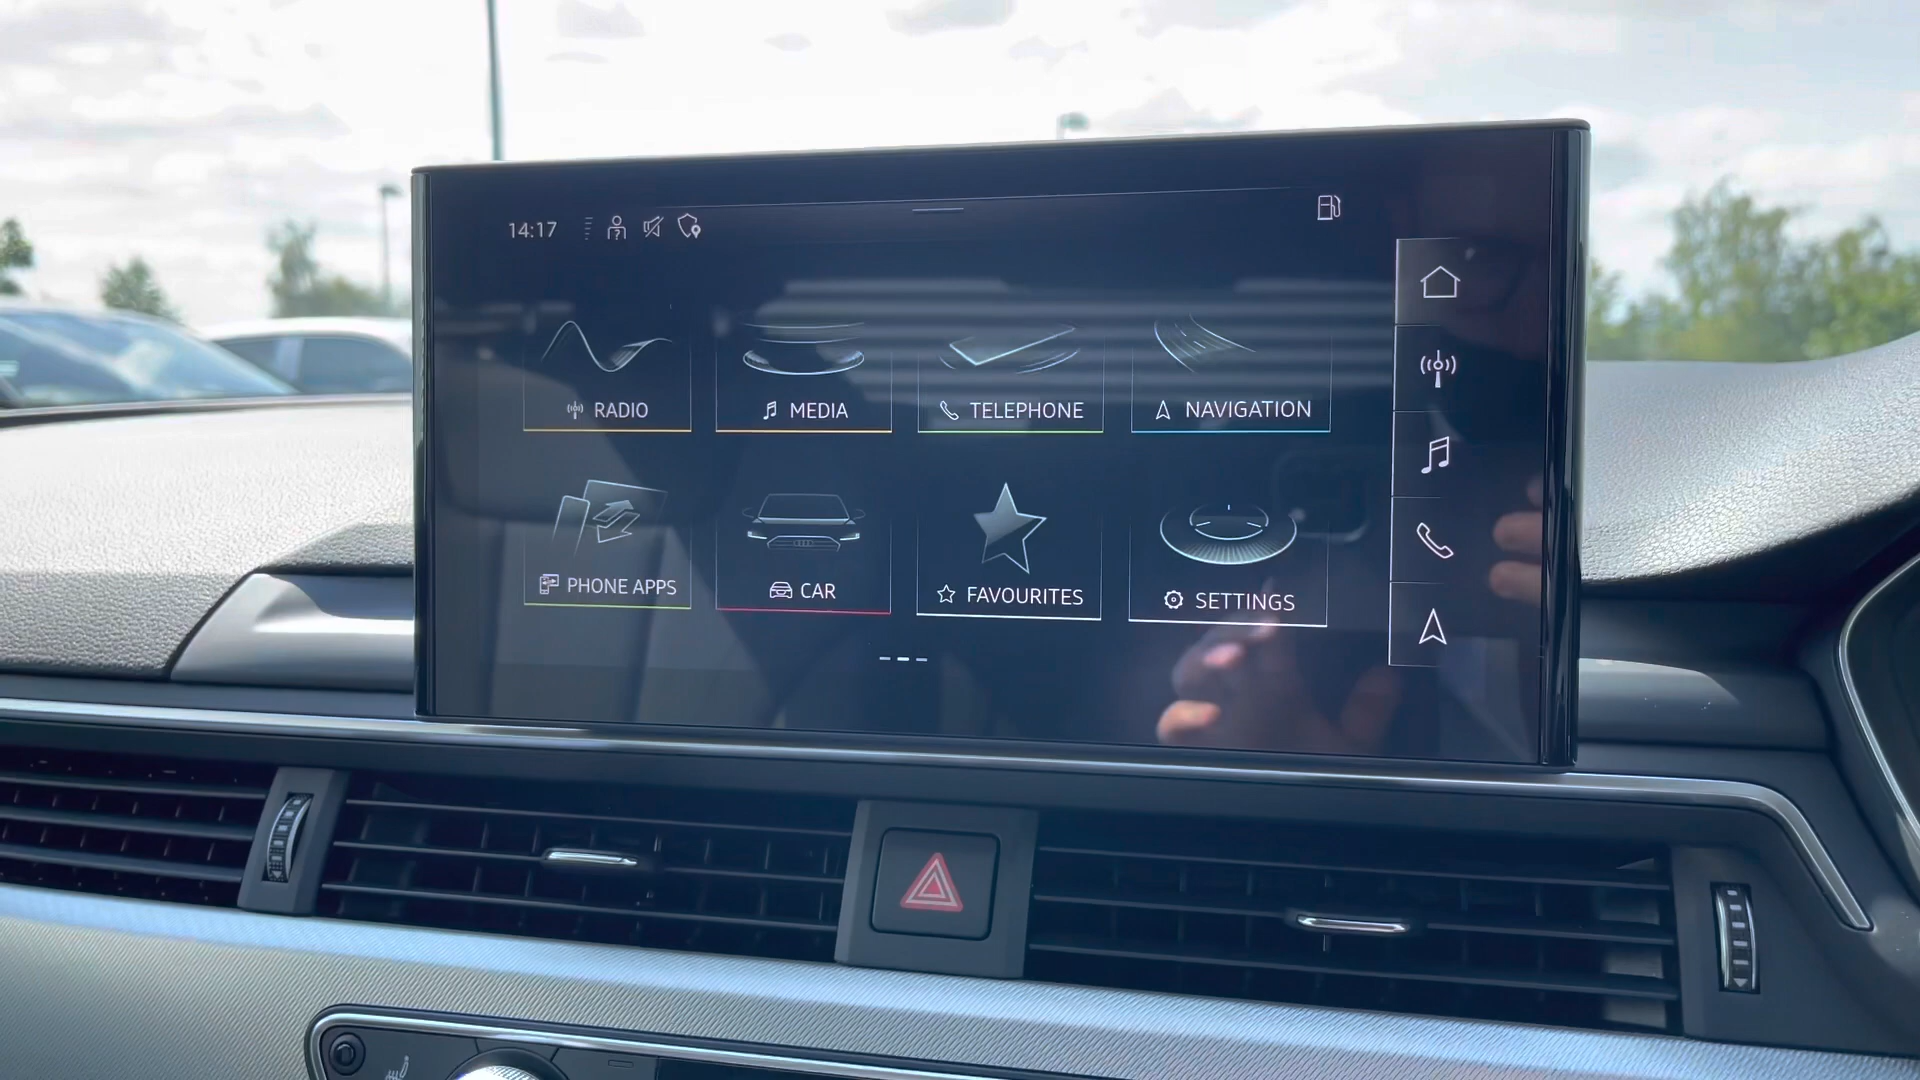 14:17
RADIO
MEDIA
TELEPHONE
NAVIGATION
PHONE APPS
CAR
FAVOURITES
SETTINGS